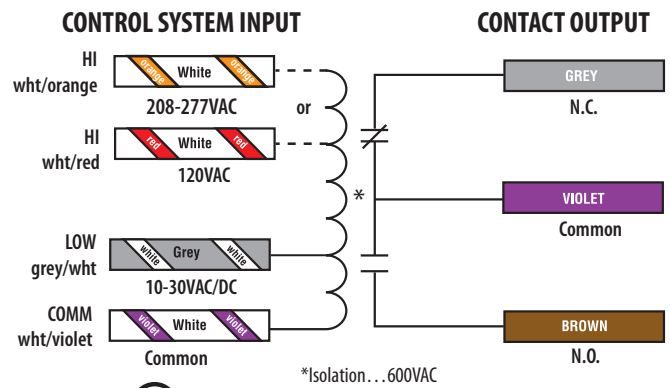 CONTROL SYSTEM INPUT
CONTACT OUTPUT
HI
wht/orange
orange
White
orange
208-277VAC
or
HI
wht/red
red
White
red
120VAC
*
LOW
grey/wht
white
Grey
white
10-30VAC/DC
COMM
wht/violet
violet
White
violet
Common
GREY
N.C.
VIOLET
Common
BROWN
N.O.
*Isolation...600VAC